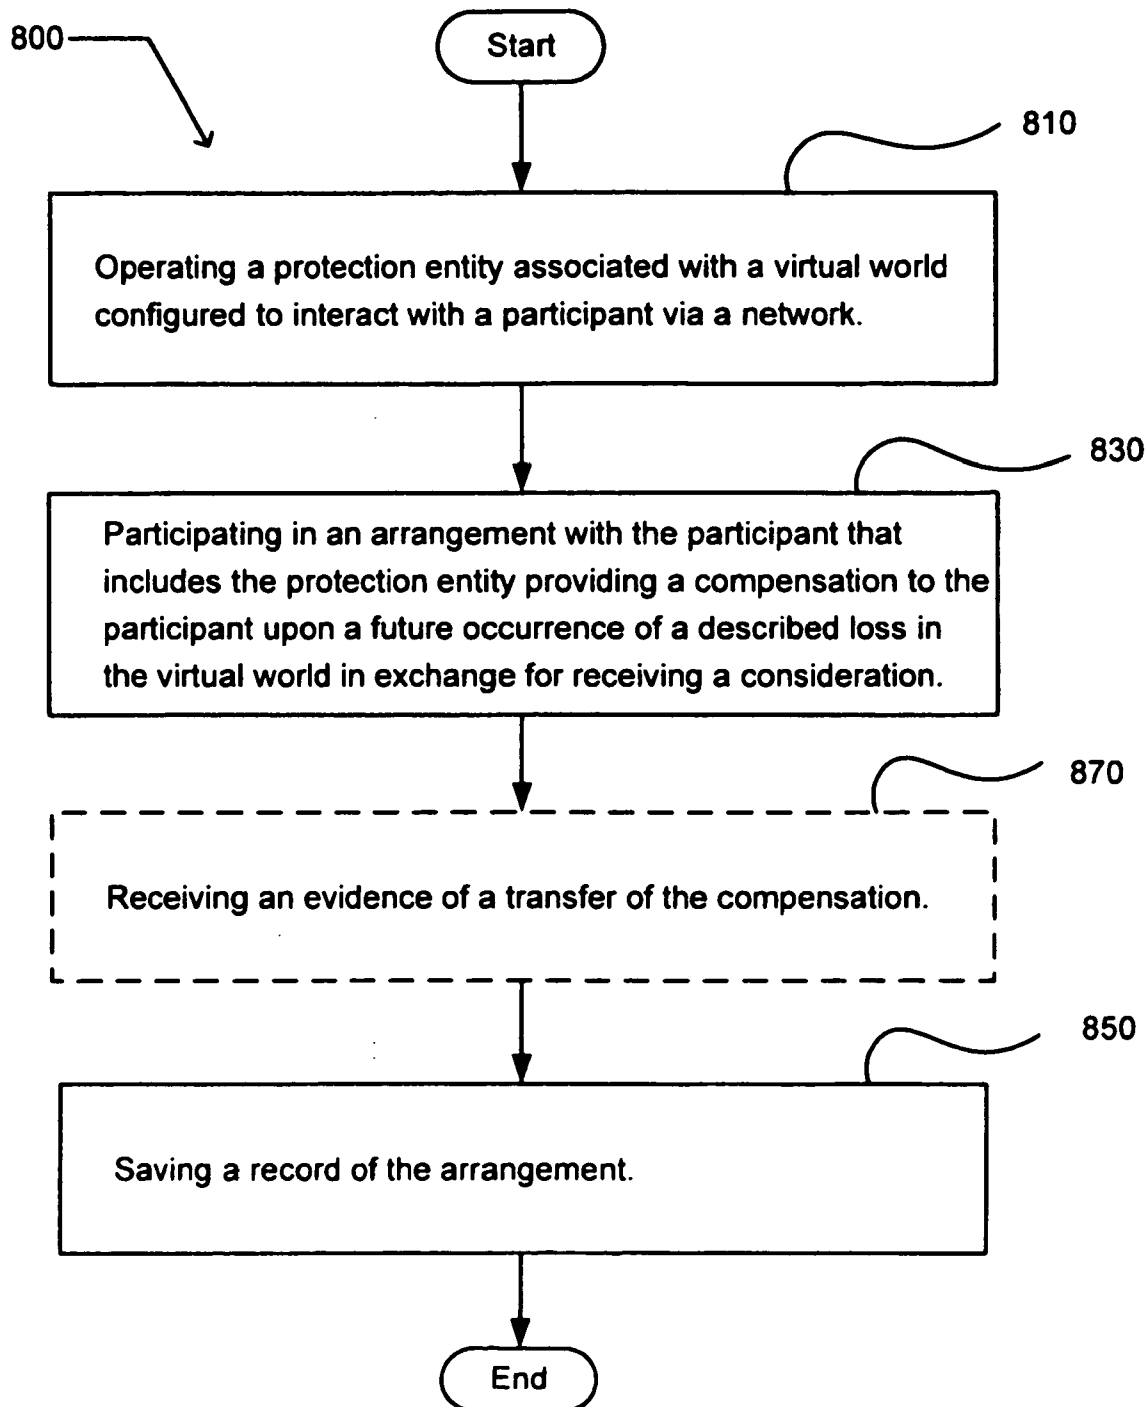 800
Start
810
Operating a protection entity associated with a virtual world
configured to interact with a participant via a network.
830
Participating in an arrangement with the participant that
includes the protection entity providing a compensation to the
participant upon a future occurrence of a described loss in
the virtual world in exchange for receiving a consideration.
870
Receiving an evidence of a transfer of the compensation.
850
Saving a record of the arrangement.
End